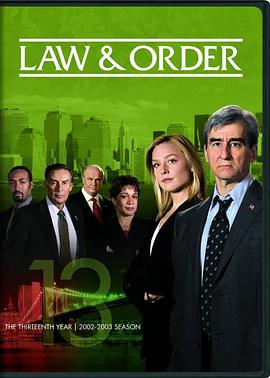 LAW & ORDER
13
THE THIRTEENTH YEAR | 2002-2003 SEASON